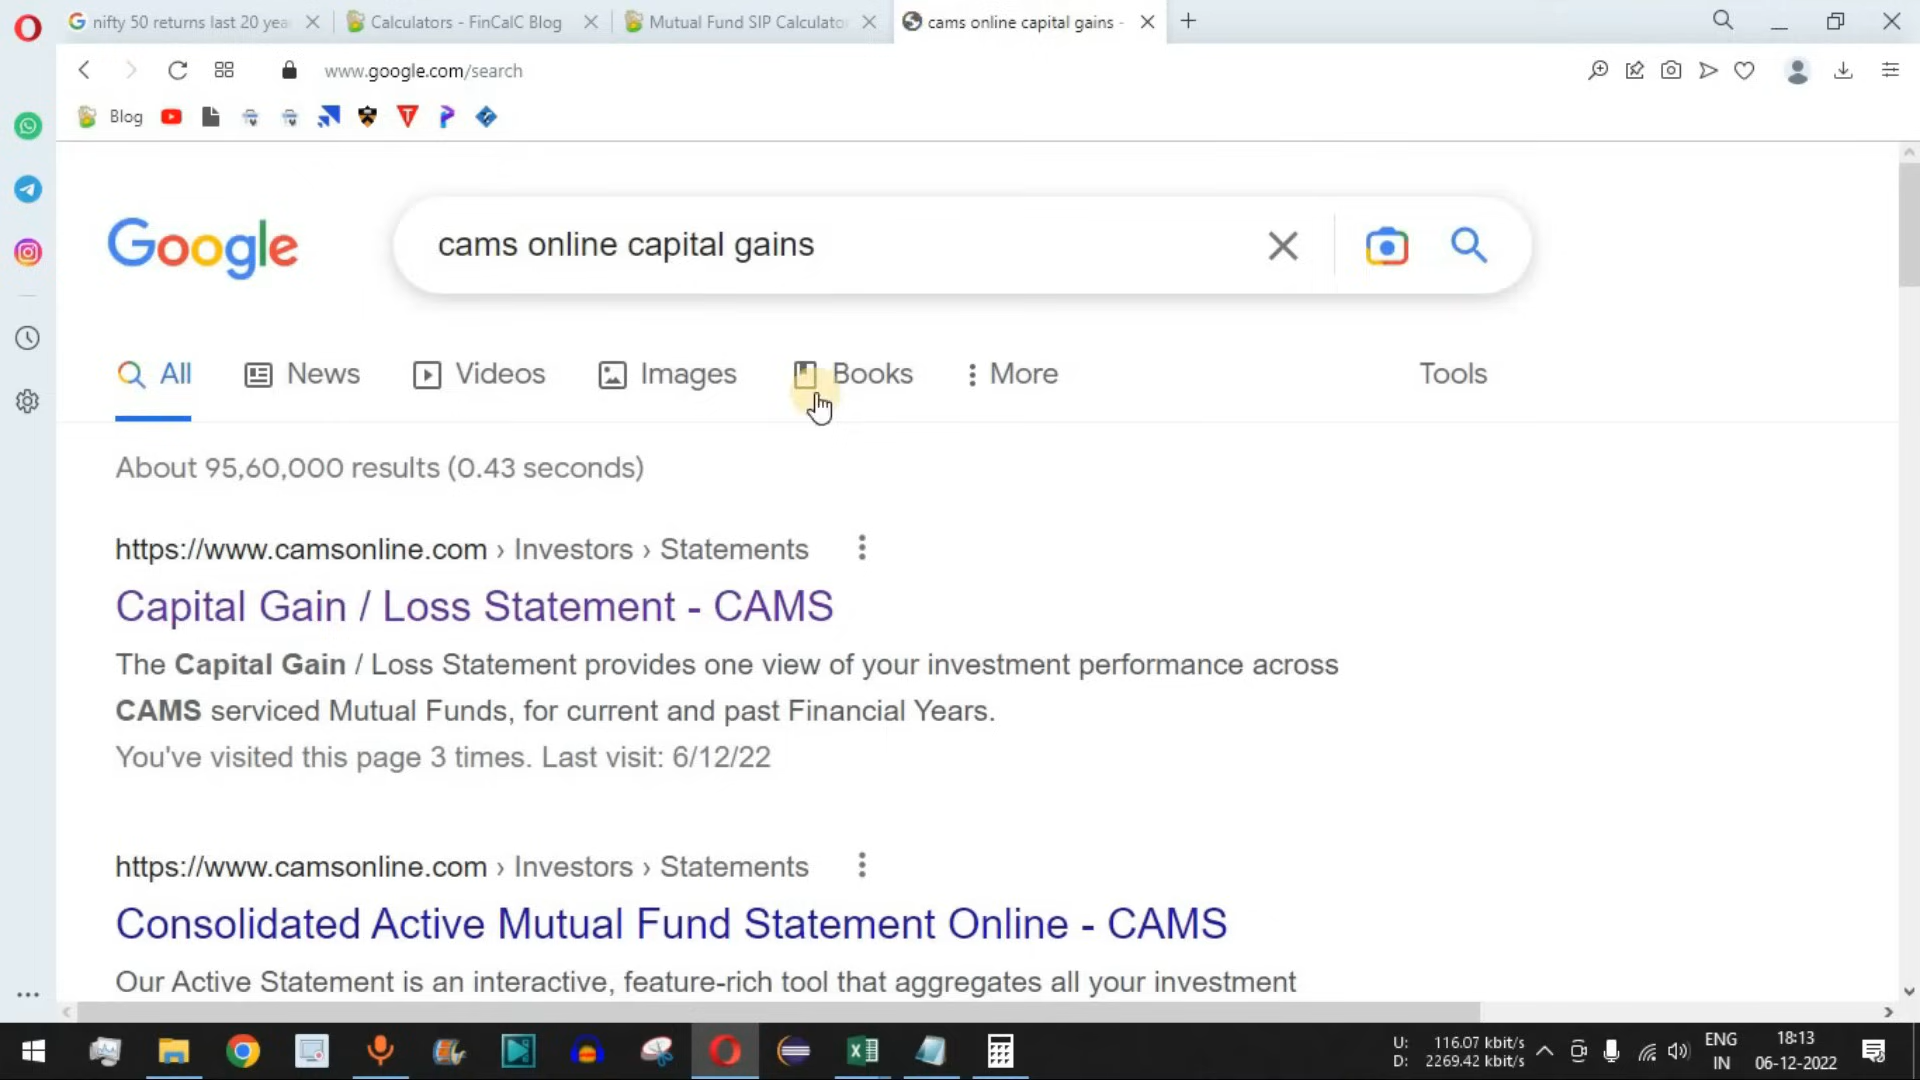 nifty 50 returns last 20 yea
Calculators - FinCalC Blog
Mutual Fund SIP Calculator
cams online capital gains -
www.google.com/search
Blog
Google
cams online capital gains
All
News
Videos
Images
Books
More
Tools
About 95,60,000 results (0.43 seconds)
https://www.camsonline.com › Investors › Statements
Capital Gain / Loss Statement - CAMS
The Capital Gain / Loss Statement provides one view of your investment performance across
CAMS serviced Mutual Funds, for current and past Financial Years.
You've visited this page 3 times. Last visit: 6/12/22
https://www.camsonline.com › Investors › Statements
Consolidated Active Mutual Fund Statement Online - CAMS
Our Active Statement is an interactive, feature-rich tool that aggregates all your investment
U: 116.07 kbit/s
D: 2269.42 kbit/s
ENG
IN
18:13
06-12-2022